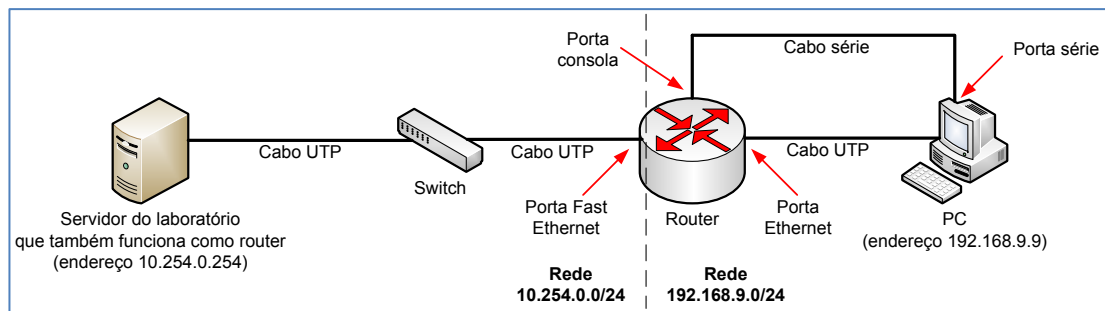 Porta
consola
Cabo série
Porta série
Cabo UTP
Cabo UTP
Cabo UTP
Switch
Servidor do laboratório
que também funciona como router
(endereço 10.254.0.254)
Porta Fast
Ethernet
Router
Porta
Ethernet
PC
(endereço 192.168.9.9)
Rede
10.254.0.0/24
Rede
192.168.9.0/24